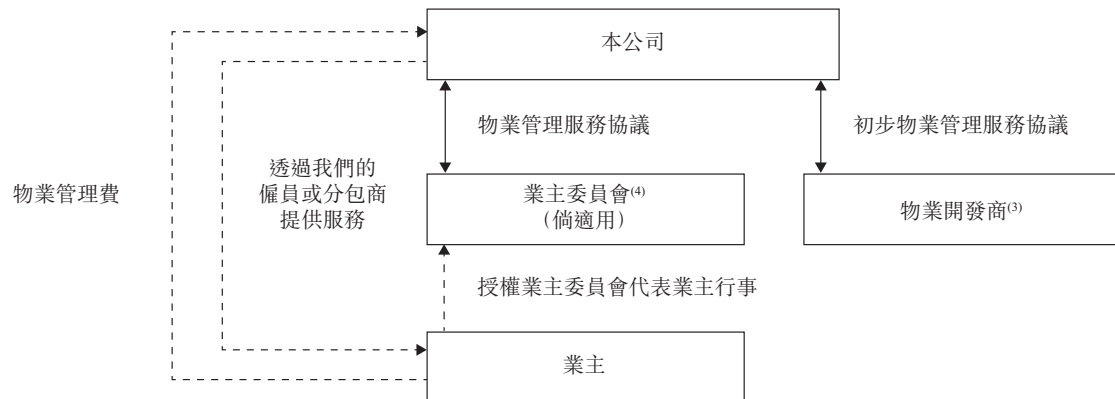 本公司
物業管理服務協議
初步物業管理服務協議
物業管理費
透過我們的
僱員或分包商
提供服務
業主委員會(4)
（倘適用）
物業開發商(3)
授權業主委員會代表業主行事
業主